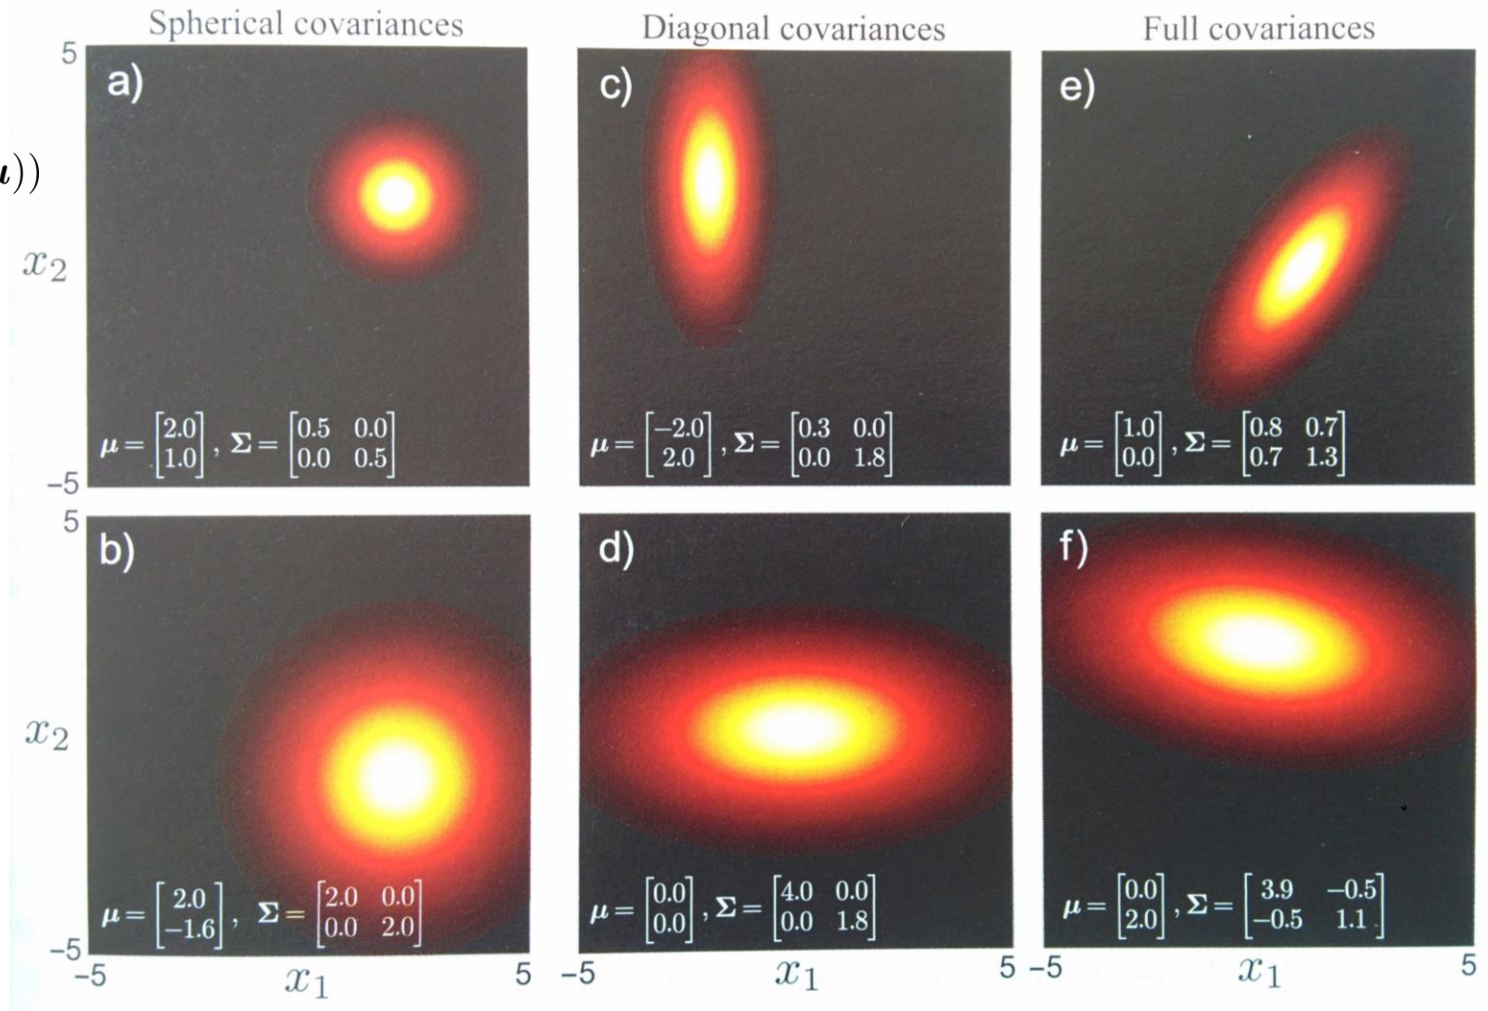 Spherical covariances
Diagonal covariances
Full covariances
5
a)
c)
e)
μ))
x₂
μ = [2.0 1.0], Σ = [0.5 0.0 0.0 0.5]
μ = [−2.0 2.0], Σ = [0.3 0.0 0.0 1.8]
μ = [1.0 0.0], Σ = [0.8 0.7 0.7 1.3]
−5
5
b)
d)
f)
x₂
μ = [2.0 −1.6], Σ = [2.0 0.0 0.0 2.0]
μ = [0.0 0.0], Σ = [4.0 0.0 0.0 1.8]
μ = [0.0 2.0], Σ = [3.9 −0.5 −0.5 1.1]
−5
−5 x₁ 5
−5 x₁ 5
−5 x₁ 5